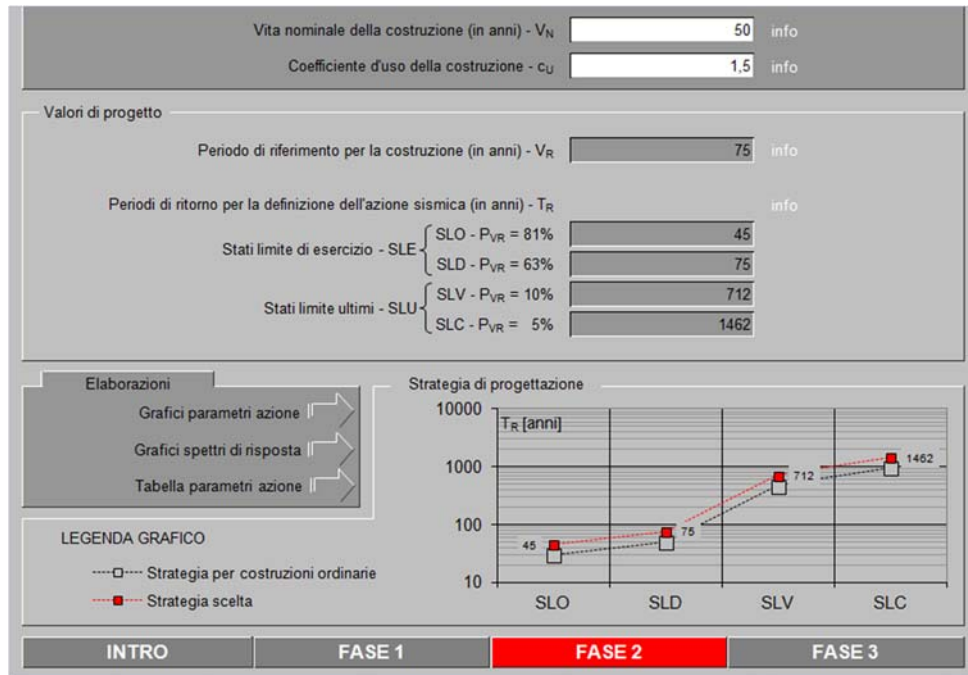 Vita nominale della costruzione (in anni) - VN 50 info
Coefficiente d'uso della costruzione - cU 1,5 info
Valori di progetto
Periodo di riferimento per la costruzione (in anni) - VR 75 info
Periodi di ritorno per la definizione dell'azione sismica (in anni) - TR info
Stati limite di esercizio - SLE
SLO - PVR = 81% 45
SLD - PVR = 63% 75
Stati limite ultimi - SLU
SLV - PVR = 10% 712
SLC - PVR = 5% 1462
Elaborazioni
Grafici parametri azione
Grafici spettri di risposta
Tabella parametri azione
LEGENDA GRAFICO
Strategia per costruzioni ordinarie
Strategia scelta
Strategia di progettazione
TR [anni]
10000
1000
100
10
45
75
712
1462
SLO SLD SLV SLC
INTRO FASE 1 FASE 2 FASE 3